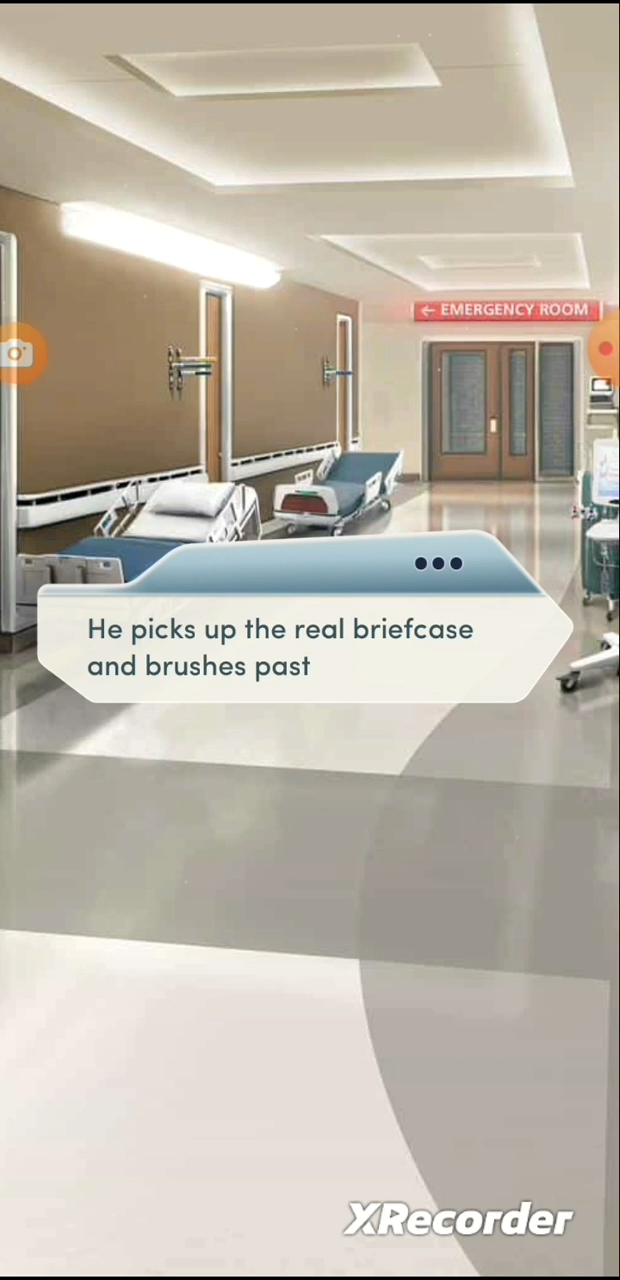 ← EMERGENCY ROOM
He picks up the real briefcase
and brushes past
XRecorder